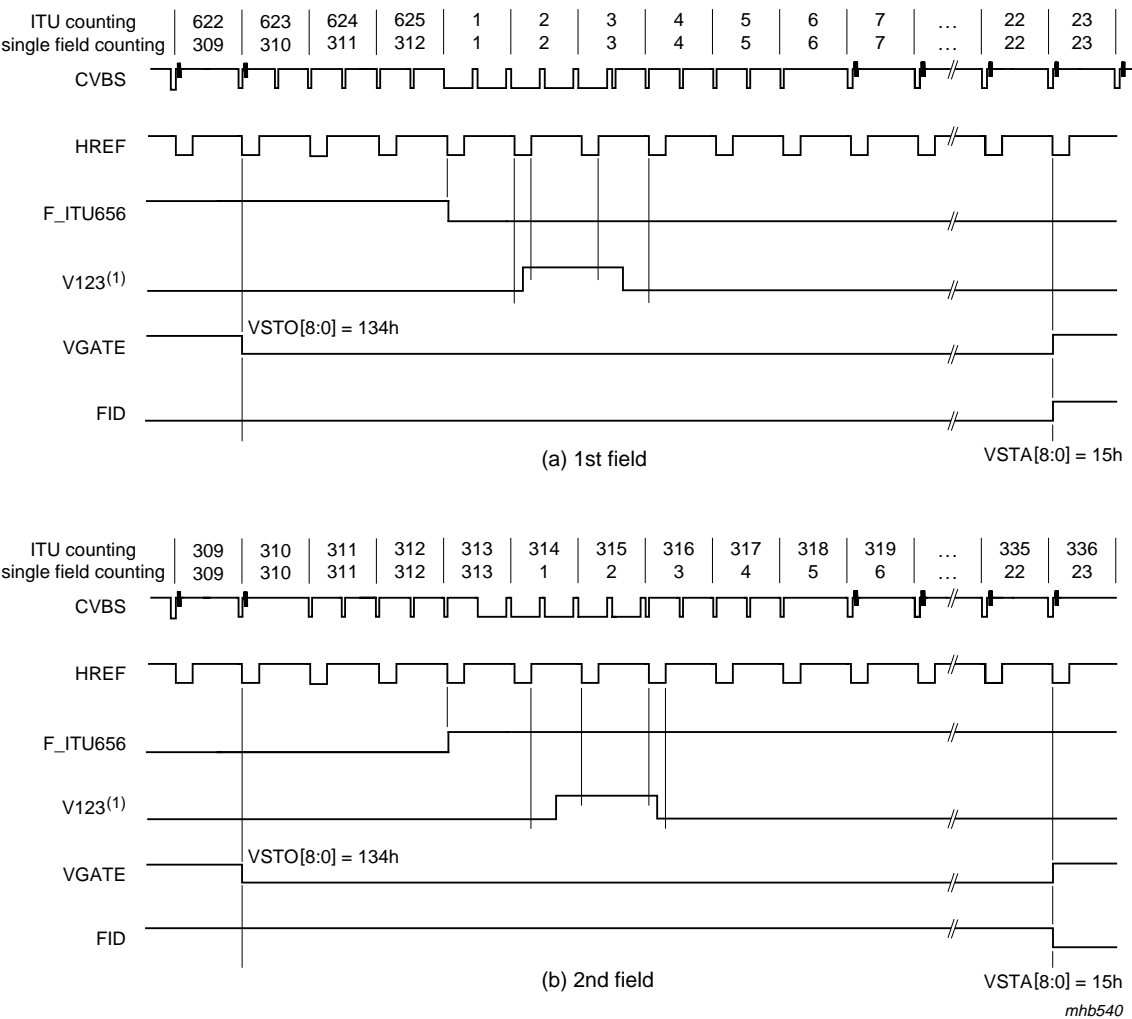 ITU counting 622 623 624 625 1 2 3 4 5 6 7 ... 22 23
single field counting 309 310 311 312 1 2 3 4 5 6 7 ... 22 23
CVBS
HREF
F_ITU656
V123(1)
VSTO[8:0] = 134h
VGATE
FID
(a) 1st field
VSTA[8:0] = 15h
ITU counting 309 310 311 312 313 314 315 316 317 318 319 ... 335 336
single field counting 309 310 311 312 313 1 2 3 4 5 6 ... 22 23
CVBS
HREF
F_ITU656
V123(1)
VSTO[8:0] = 134h
VGATE
FID
(b) 2nd field
VSTA[8:0] = 15h
mhb540